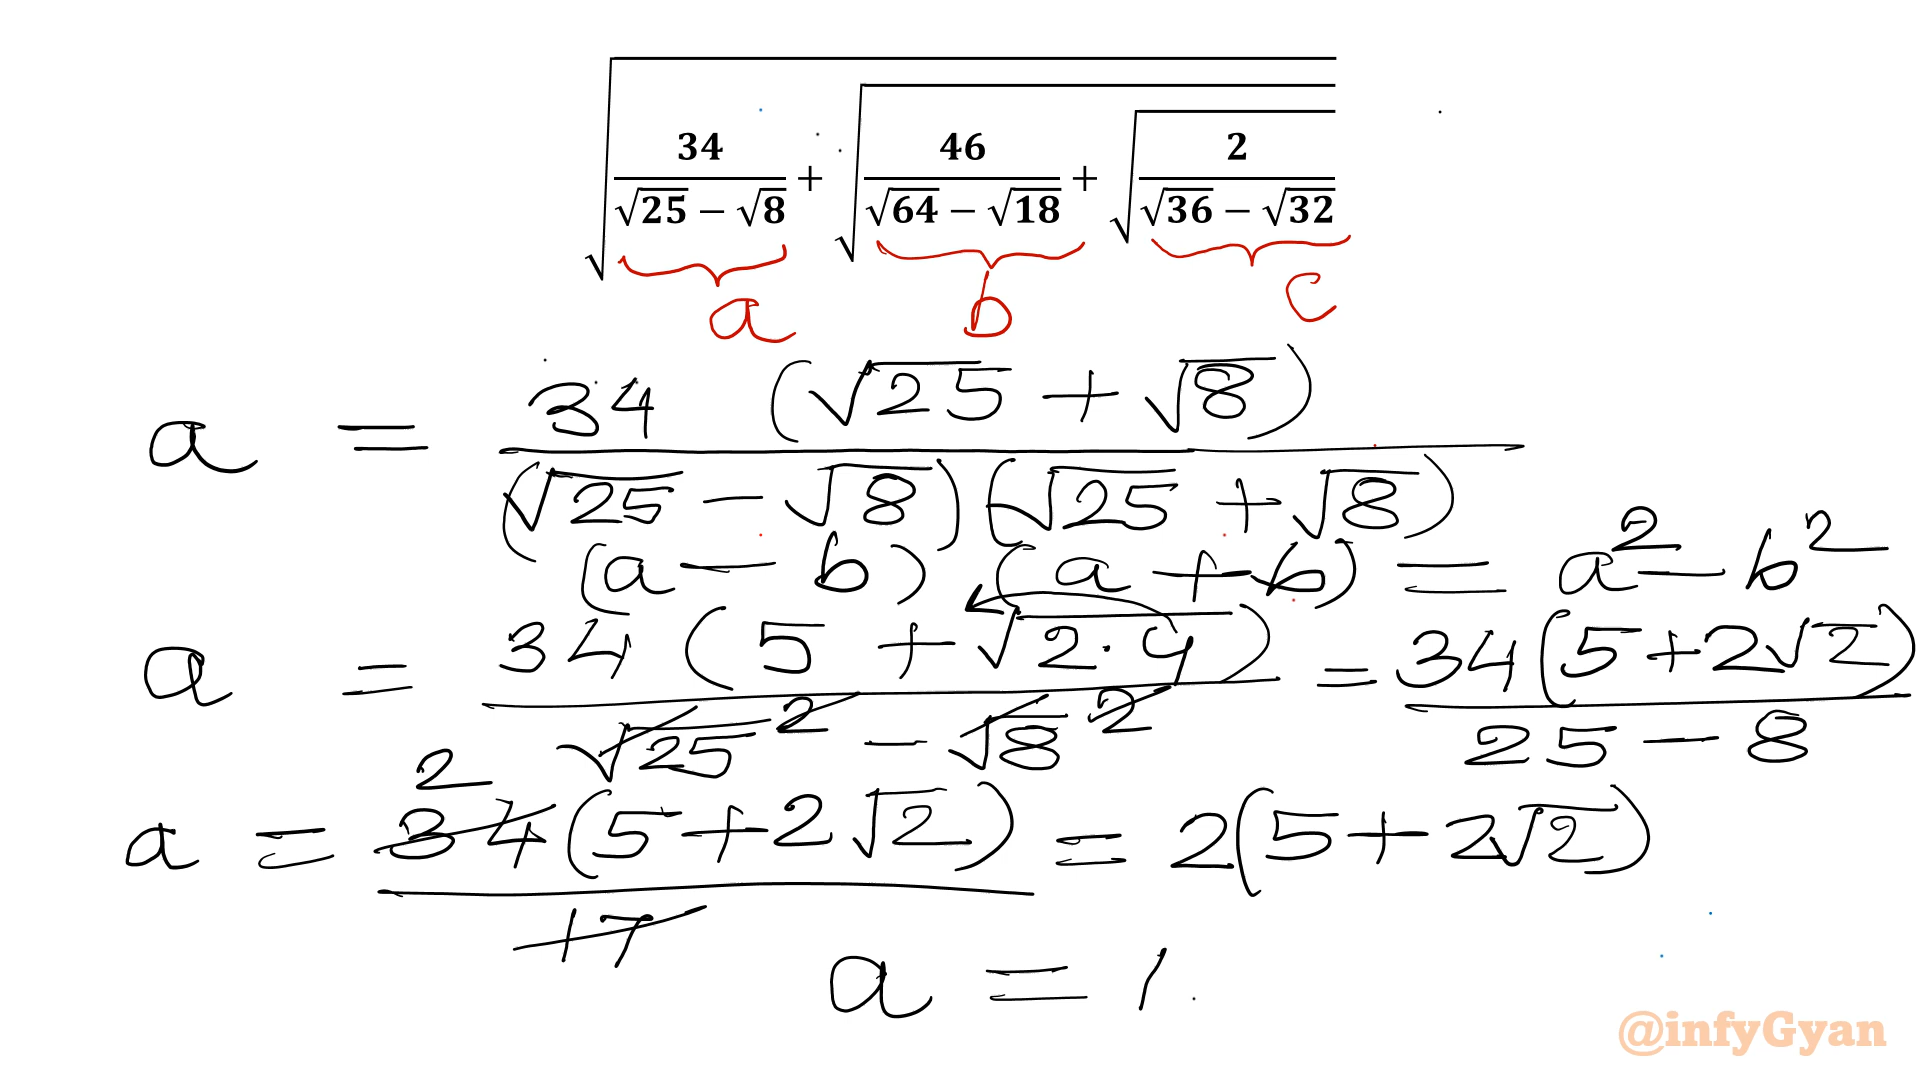 √(34/(√25 − √8) + √(46/(√64 − √18) + √(2/(√36 − √32))))
a b c
a = 34 (√25 + √8) / (√25 − √8)(√25 + √8)
(a − b) (a + b) = a² − b²
a = 34 (5 + √2·4) / √25² − √8² = 34(5 + 2√2) / 25 − 8
2
a = 34(5 + 2√2) / 17 = 2(5 + 2√2)
a = 1
@infyGyan